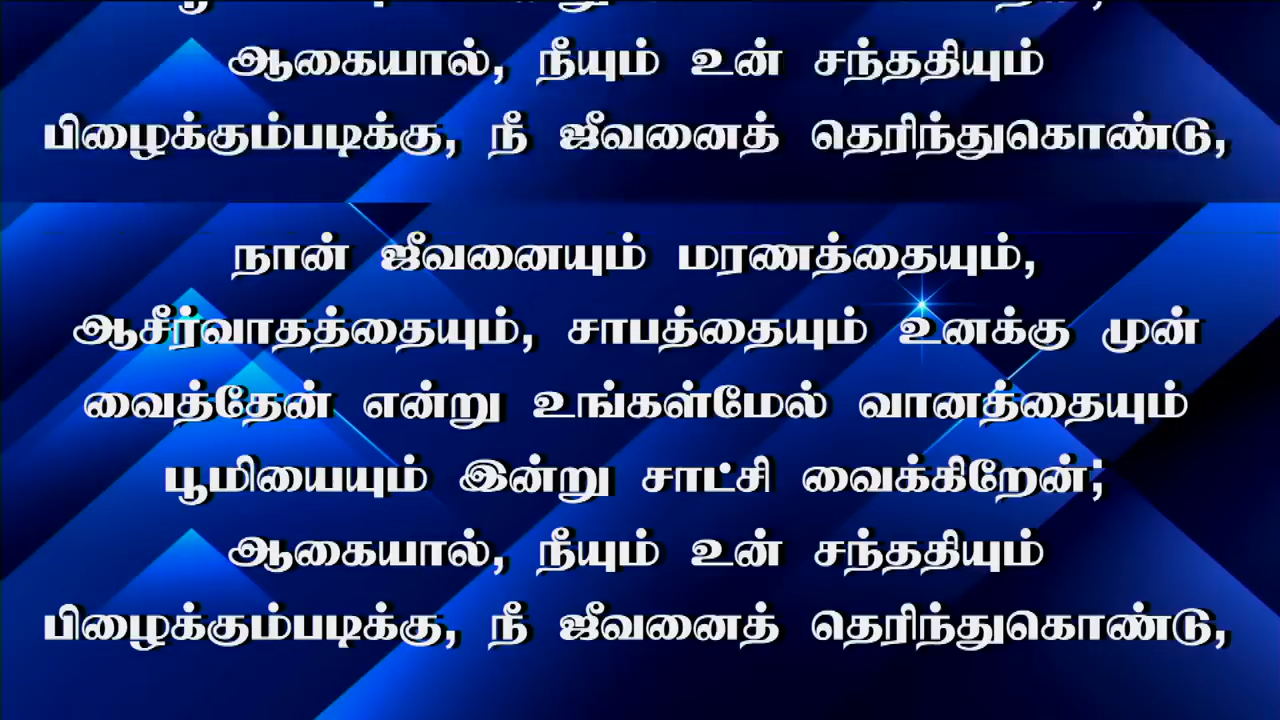 ஆகையால், நீயும் உன் சந்ததியும்
பிழைக்கும்படிக்கு, நீ ஜீவனைத் தெரிந்துகொண்டு,
நான் ஜீவனையும் மரணத்தையும்,
ஆசீர்வாதத்தையும், சாபத்தையும் உனக்கு முன்
வைத்தேன் என்று உங்கள்மேல் வானத்தையும்
பூமியையும் இன்று சாட்சி வைக்கிறேன்;
ஆகையால், நீயும் உன் சந்ததியும்
பிழைக்கும்படிக்கு, நீ ஜீவனைத் தெரிந்துகொண்டு,